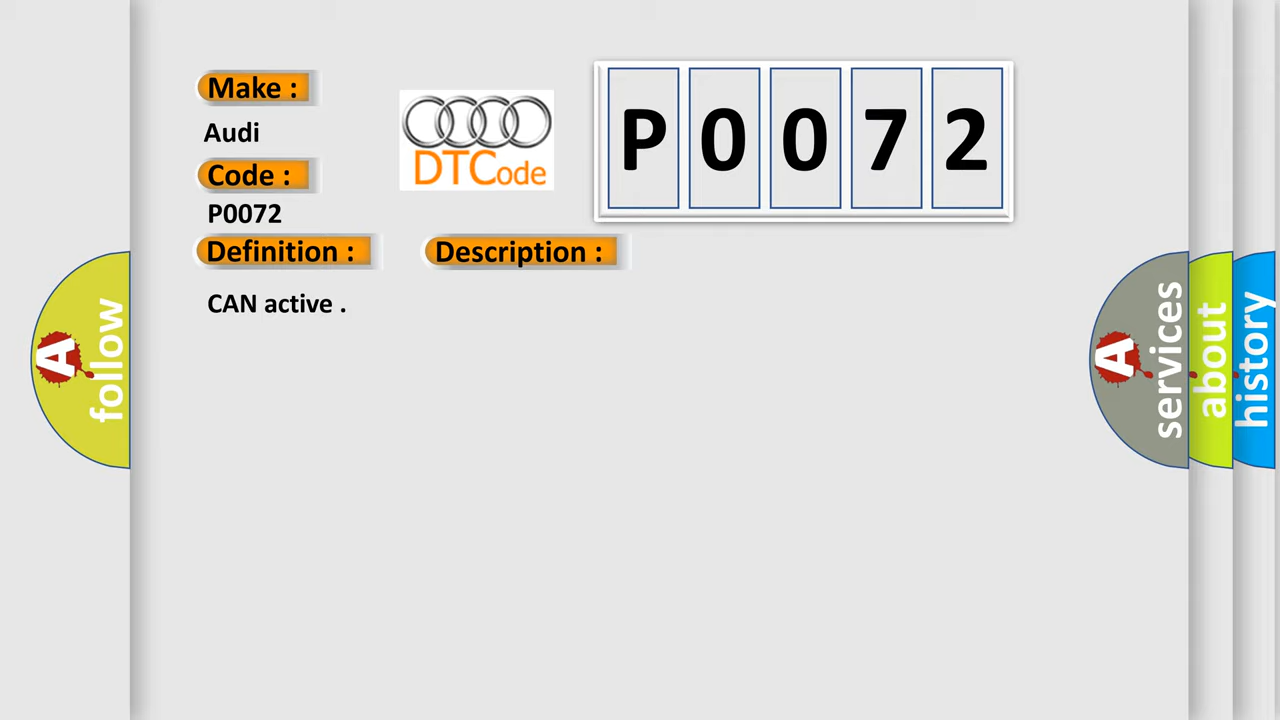 Make :
Audi
Code :
P0072
Definition :
Description :
CAN active .
DTCode
P0072
A
follow
A
services
about
history